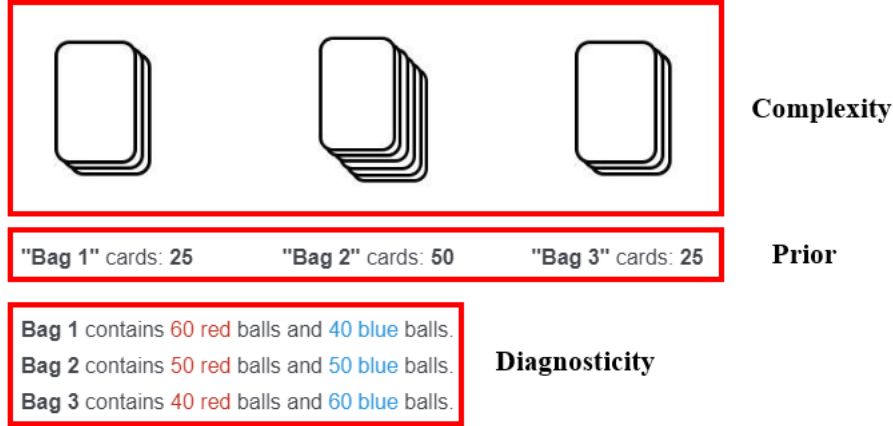 Complexity
"Bag 1" cards: 25 "Bag 2" cards: 50 "Bag 3" cards: 25 Prior
Bag 1 contains 60 red balls and 40 blue balls.
Bag 2 contains 50 red balls and 50 blue balls.
Diagnosticity
Bag 3 contains 40 red balls and 60 blue balls.